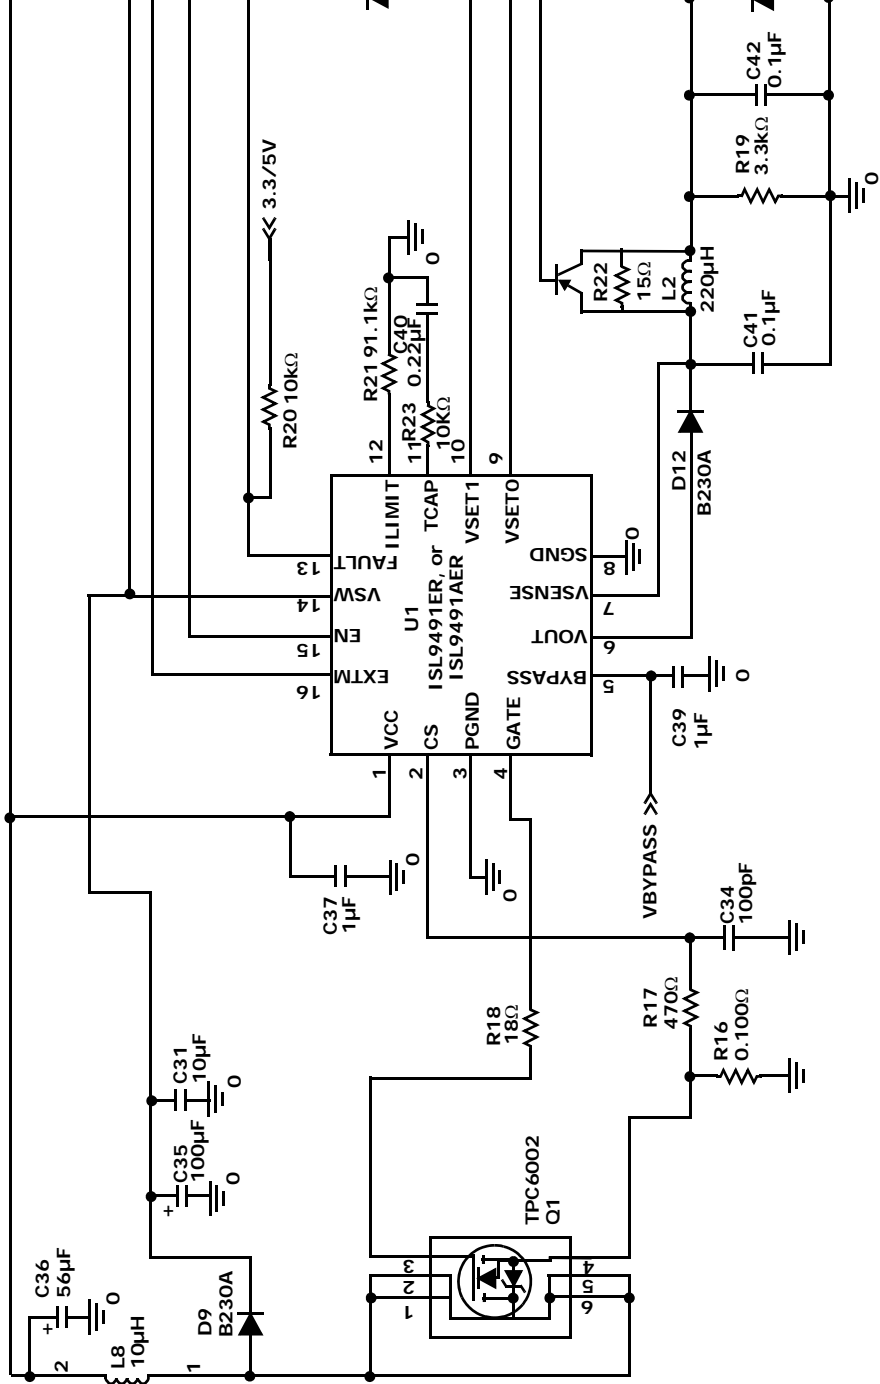 C42
0.1µF
R19
3.3kΩ
0
3.3/5V
R20 10kΩ
0
R21 91.1kΩ
C40
0.22µF
R23
10KΩ
R22
15Ω
L2
220µH
C41
0.1µF
D12
B230A
12
11
10
9
ILIMIT
TCAP
VSET1
VSET0
13
FAULT
14
VSW
15
EN
16
EXTM
U1
ISL9491ER, or
ISL9491AER
SGND
8
0
VSENSE
7
VOUT
6
BYPASS
5
VCC
CS
PGND
GATE
1
2
3
4
C39
1µF
0
VBYPASS
C37
1µF
0
0
C34
100pF
R17
470Ω
R16
0.100Ω
R18
18Ω
C31
10µF
0
C35
100µF
+
0
TPC6002
Q1
3
2
1
4
5
6
C36
56µF
+
0
D9
B230A
L8
10µH
2
1